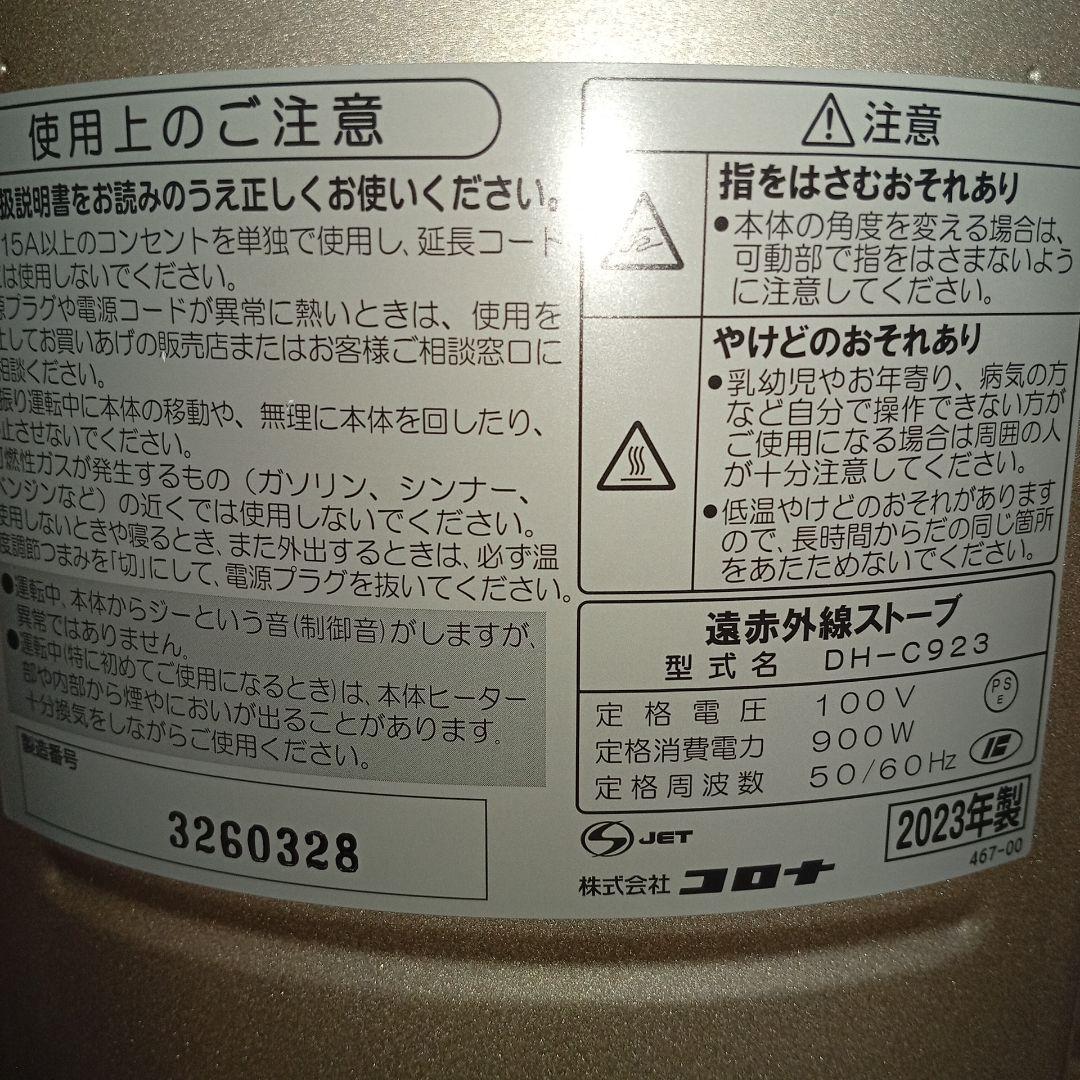 使用上のご注意
扱説明書をお読みのうえ正しくお使いください。
15A以上のコンセントを単独で使用し、延長コード
は使用しないでください。
源プラグや電源コードが異常に熱いときは、使用を
止してお買いあげの販売店またはお客様ご相談窓口に
相談ください。
振り運転中に本体の移動や、無理に本体を回したり、
止させないでください。
燃性ガスが発生するもの(ガソリン、シンナー、
ベンジンなど)の近くでは使用しないでください。
使用しないときや寝るとき、また外出するときは、必ず温
度調節つまみを「切」にして、電源プラグを抜いてください。
●運転中、本体からジーという音(制御音)がしますが、
異常ではありません。
●運転中(特に初めてご使用になるとき)は、本体ヒーター
部や内部から煙やにおいが出ることがあります。
十分換気をしながらご使用ください。
製造番号
3260328
注意
指をはさむおそれあり
●本体の角度を変える場合は、
可動部で指をはさまないよう
に注意してください。
やけどのおそれあり
●乳幼児やお年寄り、病気の方
など自分で操作できない方が
ご使用になる場合は周囲の人
が十分注意してください。
●低温やけどのおそれがあります
ので、長時間からだの同じ箇所
をあたためないでください。
遠赤外線ストーブ
型式名 DH-C923
定格電圧 100V
定格消費電力 900W
定格周波数 50/60Hz
PS
E
JET
2023年製
467-00
株式会社 コロナ